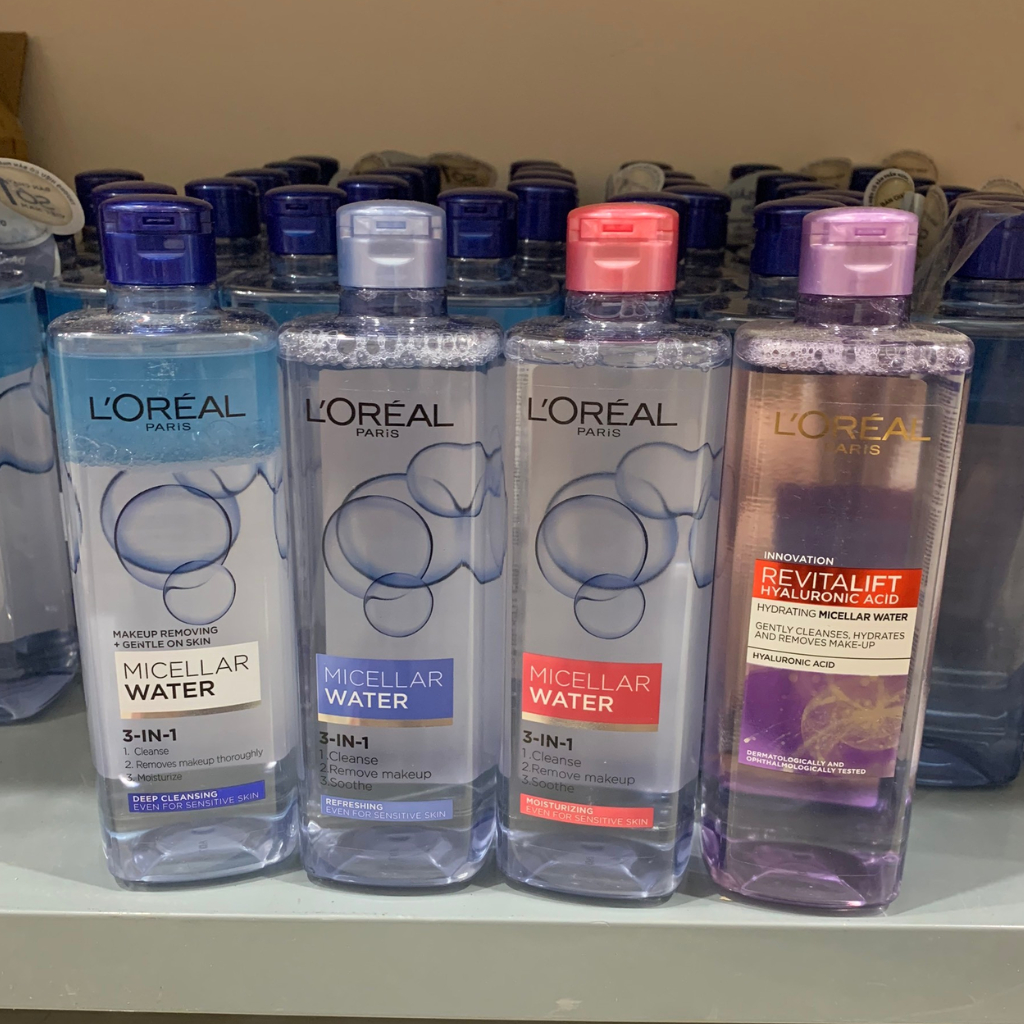 L'ORÉAL
PARIS
MAKEUP REMOVING
+ GENTLE ON SKIN
MICELLAR
WATER
3-IN-1
1. Cleanse
2. Removes makeup thoroughly
3. Moisturize
DEEP CLEANSING
EVEN FOR SENSITIVE SKIN
L'ORÉAL
PARIS
MICELLAR
WATER
3-IN-1
1.Cleanse
2.Remove makeup
3.Soothe
REFRESHING
EVEN FOR SENSITIVE SKIN
L'ORÉAL
PARIS
MICELLAR
WATER
3-IN-1
1.Cleanse
2.Remove makeup
3.Soothe
MOISTURIZING
EVEN FOR SENSITIVE SKIN
L'ORÉAL
PARIS
INNOVATION
REVITALIFT
HYALURONIC ACID
HYDRATING MICELLAR WATER
GENTLY CLEANSES, HYDRATES
AND REMOVES MAKE-UP
HYALURONIC ACID
DERMATOLOGICALLY AND
OPHTHALMOLOGICALLY TESTED